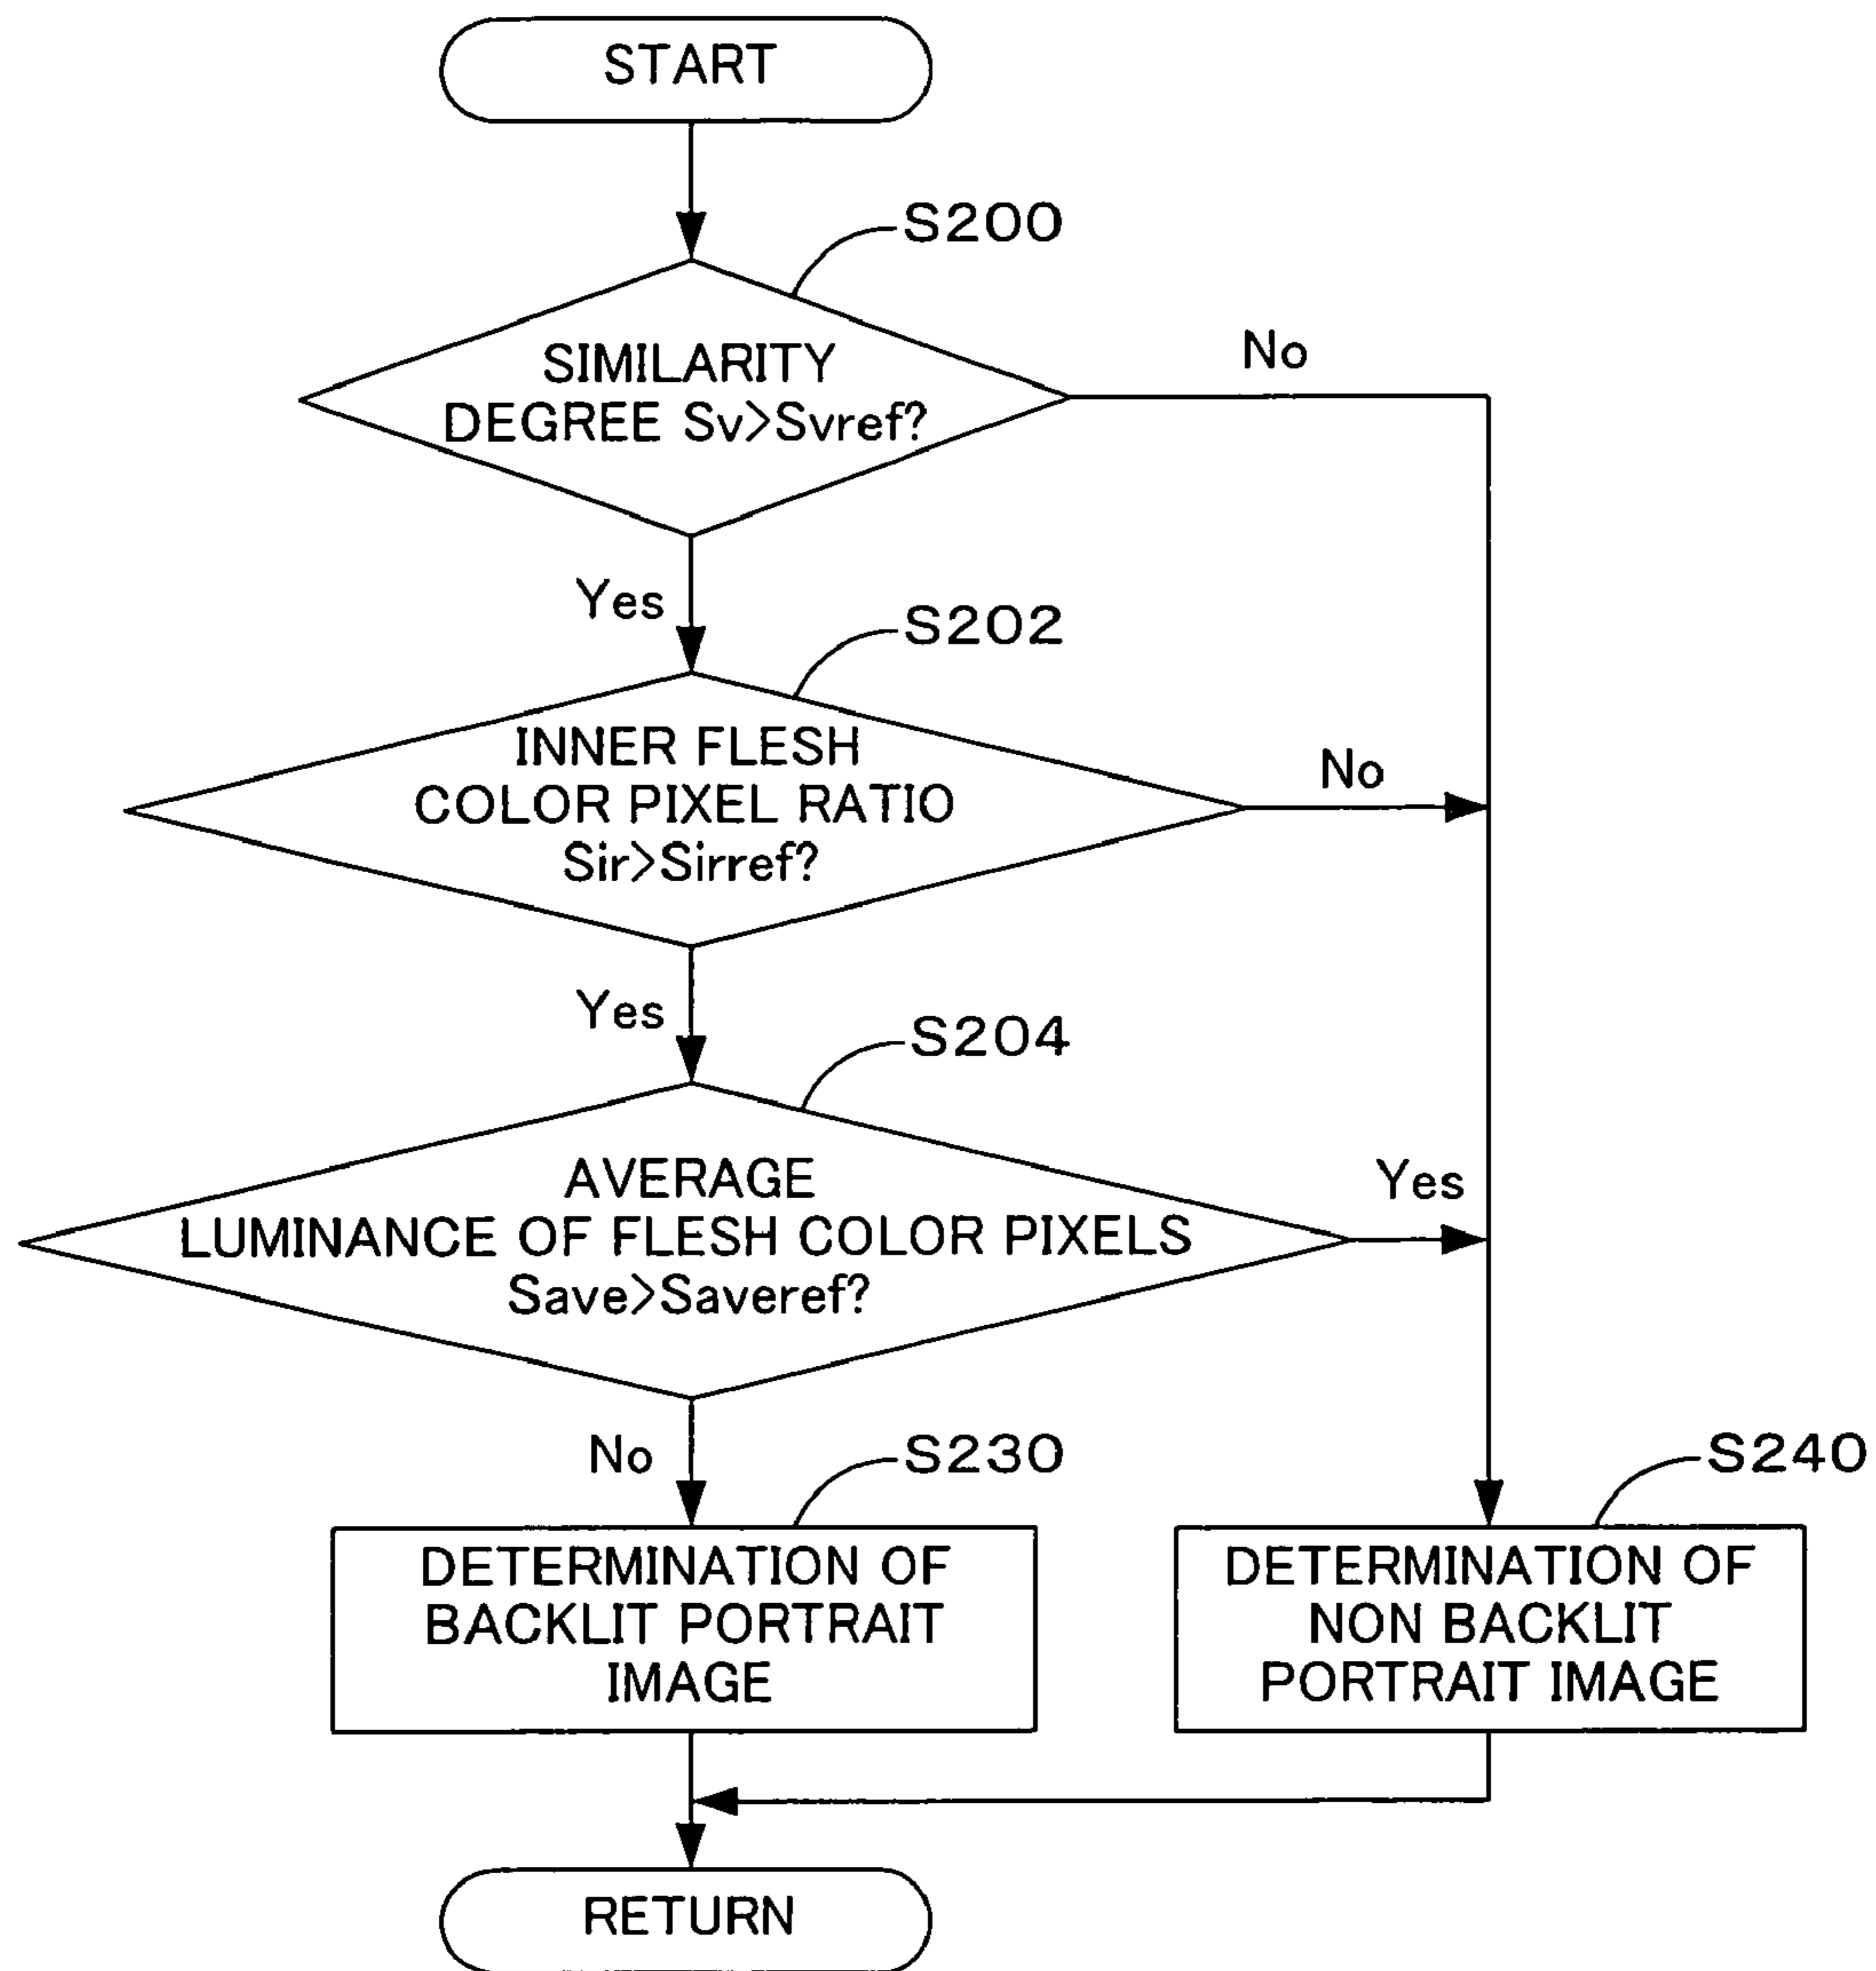 START
S200
SIMILARITY
DEGREE Sv>Svref?
No
Yes
S202
INNER FLESH
COLOR PIXEL RATIO
Sir>Sirref?
No
Yes
S204
AVERAGE
LUMINANCE OF FLESH COLOR PIXELS
Save>Saveref?
Yes
No
S230
S240
DETERMINATION OF
BACKLIT PORTRAIT
IMAGE
DETERMINATION OF
NON BACKLIT
PORTRAIT IMAGE
RETURN